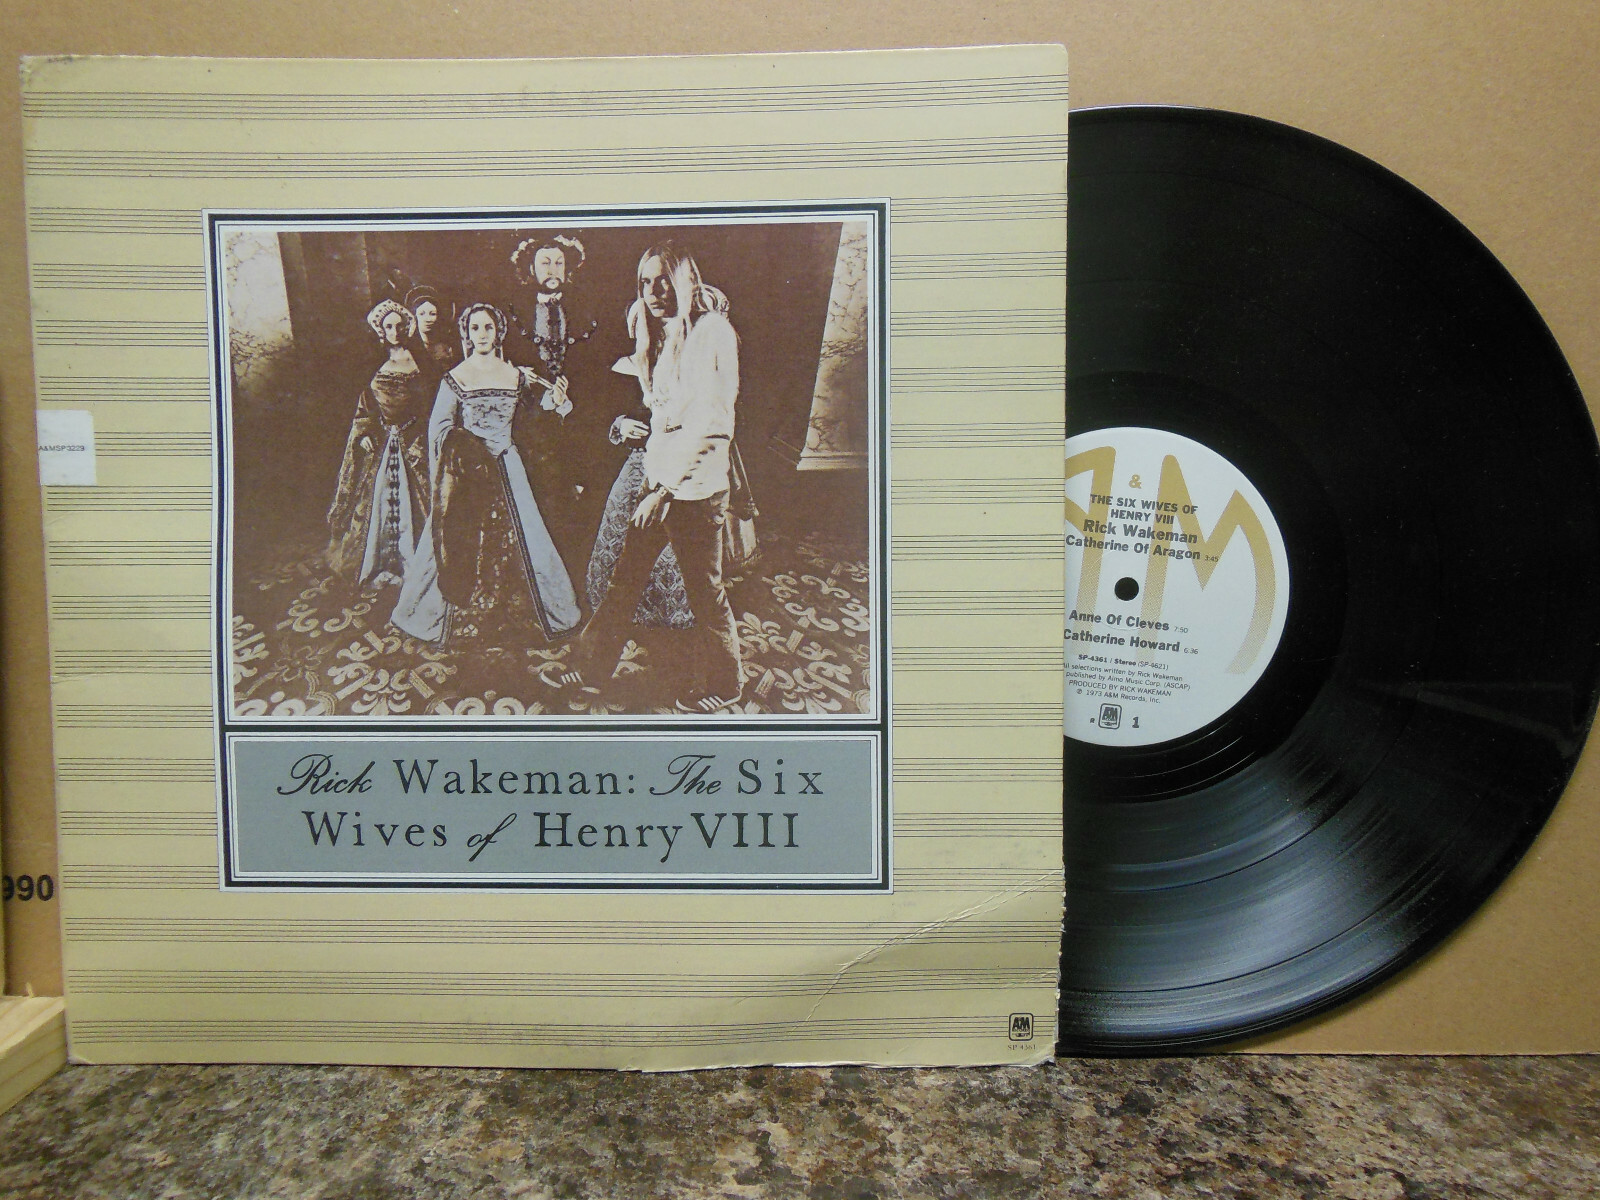 A&MSP3229
Rick Wakeman: The Six
Wives of Henry VIII
A&M
SP 4361
990
A&M
THE SIX WIVES OF
HENRY VIII
Rick Wakeman
Catherine Of Aragon 3:45
Anne Of Cleves 7:50
Catherine Howard 6:36
SP-4361 / Stereo (SP-4621)
selections written by Rick Wakeman
published by Almo Music Corp. (ASCAP)
PRODUCED BY RICK WAKEMAN
℗ 1973 A&M Records, Inc.
A&M 1